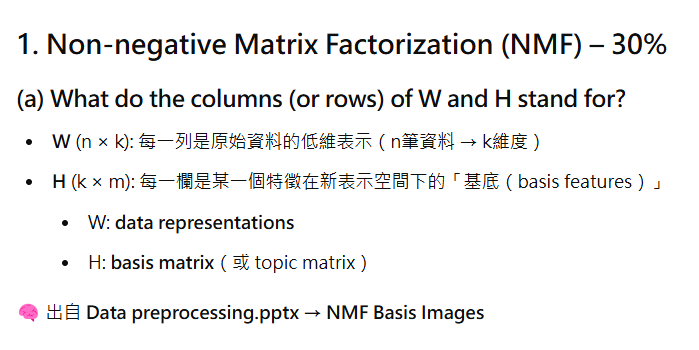 1. Non-negative Matrix Factorization (NMF) – 30%
(a) What do the columns (or rows) of W and H stand for?
• W (n × k): 每一列是原始資料的低維表示（n筆資料 → k維度）
• H (k × m): 每一欄是某一個特徵在新表示空間下的「基底（basis features）」
• W: data representations
• H: basis matrix（或 topic matrix）
🧠 出自 Data preprocessing.pptx → NMF Basis Images